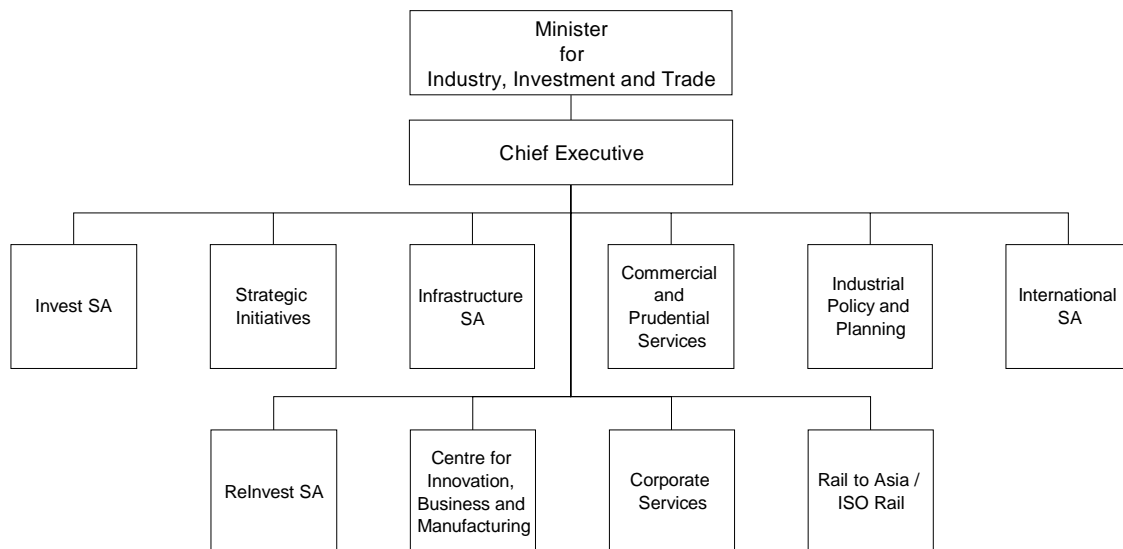 Minister
for
Industry, Investment and Trade
Chief Executive
Invest SA
Strategic
Initiatives
Infrastructure
SA
Commercial
and
Prudential
Services
Industrial
Policy and
Planning
International
SA
ReInvest SA
Centre for
Innovation,
Business and
Manufacturing
Corporate
Services
Rail to Asia /
ISO Rail